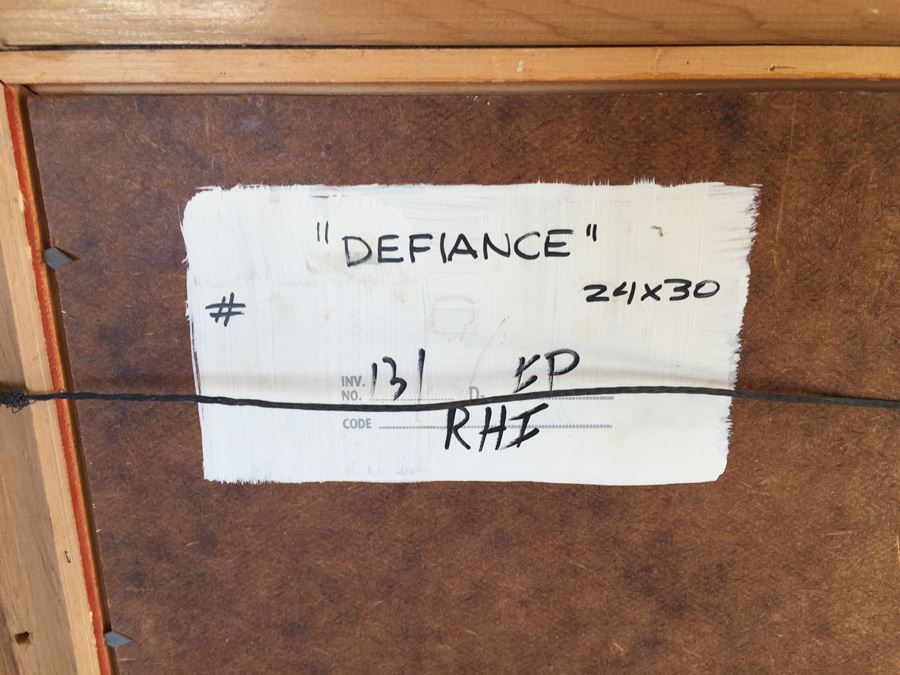 "DEFIANCE"
24x30
#
INV.
NO. 131 D. EP
CODE RHI